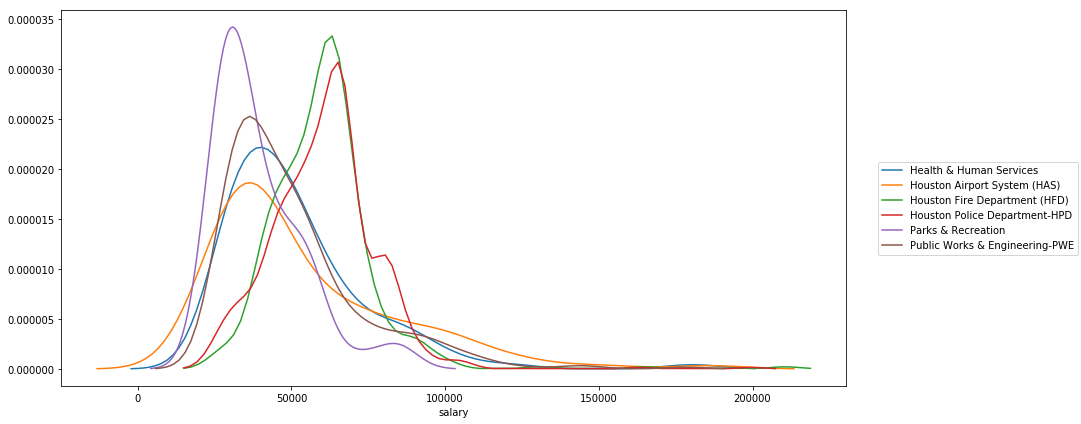 0.000035
0.000030
0.000025
0.000020
0.000015
0.000010
0.000005
0.000000
0
50000
100000
150000
200000
salary
Health & Human Services
Houston Airport System (HAS)
Houston Fire Department (HFD)
Houston Police Department-HPD
Parks & Recreation
Public Works & Engineering-PWE